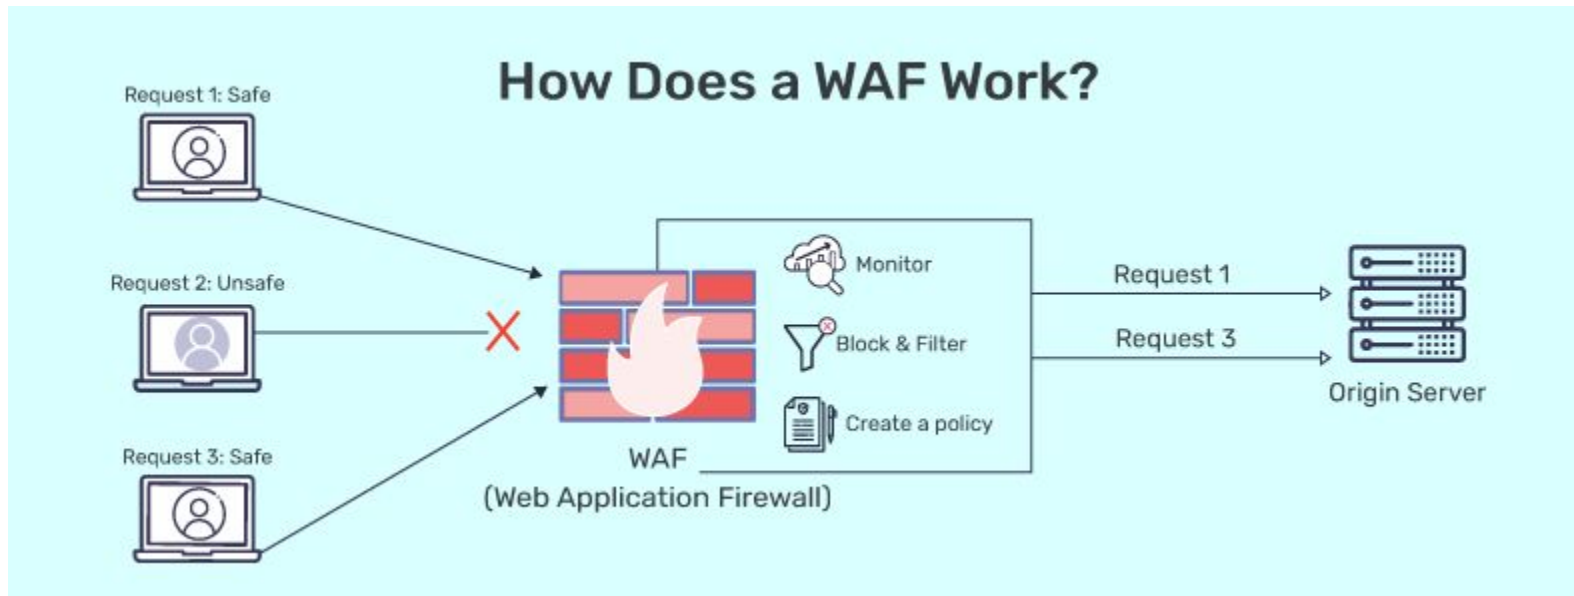 How Does a WAF Work?
Request 1: Safe
Request 2: Unsafe
Request 3: Safe
WAF
(Web Application Firewall)
Monitor
Block & Filter
Create a policy
Request 1
Request 3
Origin Server